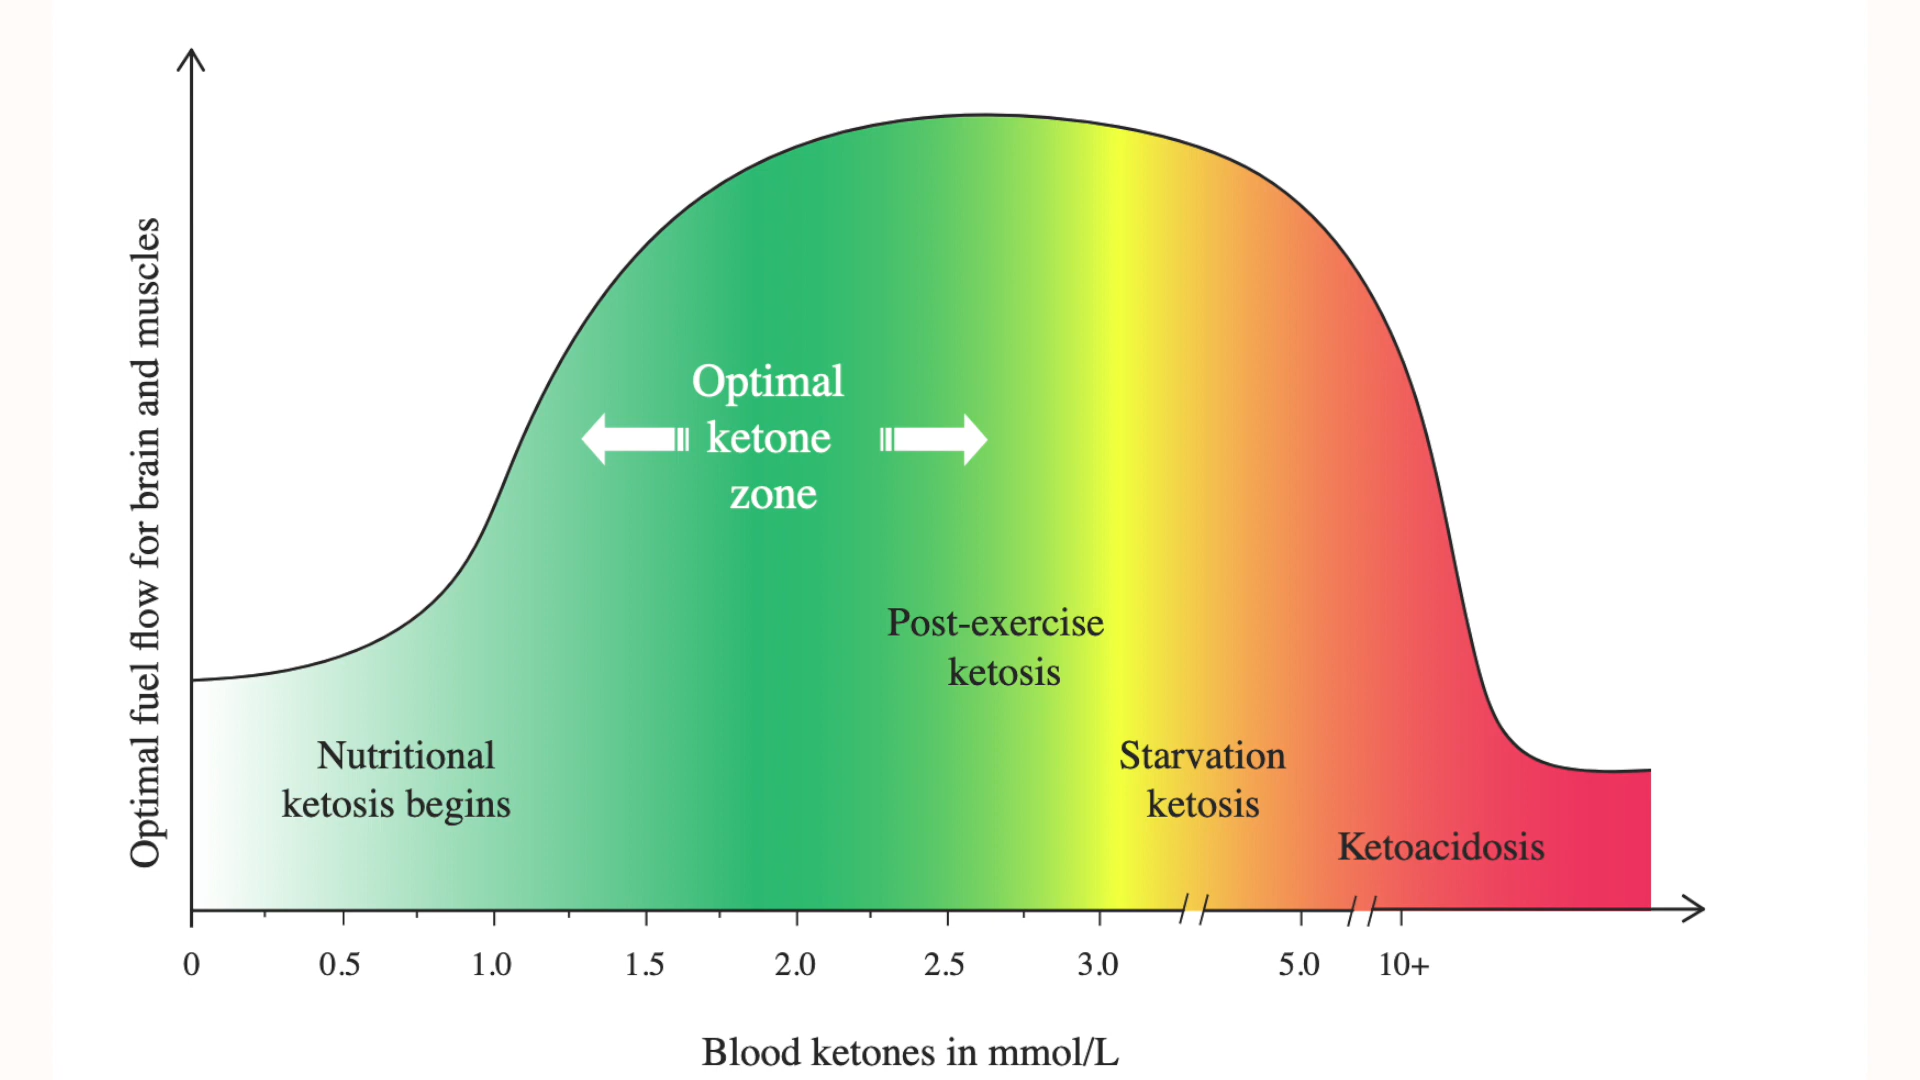 Optimal fuel flow for brain and muscles
Optimal
ketone
zone
Post-exercise
ketosis
Nutritional
ketosis begins
Starvation
ketosis
Ketoacidosis
0 0.5 1.0 1.5 2.0 2.5 3.0 5.0 10+
Blood ketones in mmol/L